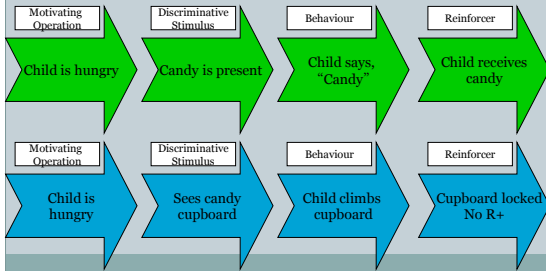 Motivating
Operation
Discriminative
Stimulus
Behaviour
Reinforcer
Child is hungry
Candy is present
Child says,
“Candy”
Child receives
candy
Motivating
Operation
Discriminative
Stimulus
Behaviour
Reinforcer
Child is
hungry
Sees candy
cupboard
Child climbs
cupboard
Cupboard locked
No R+